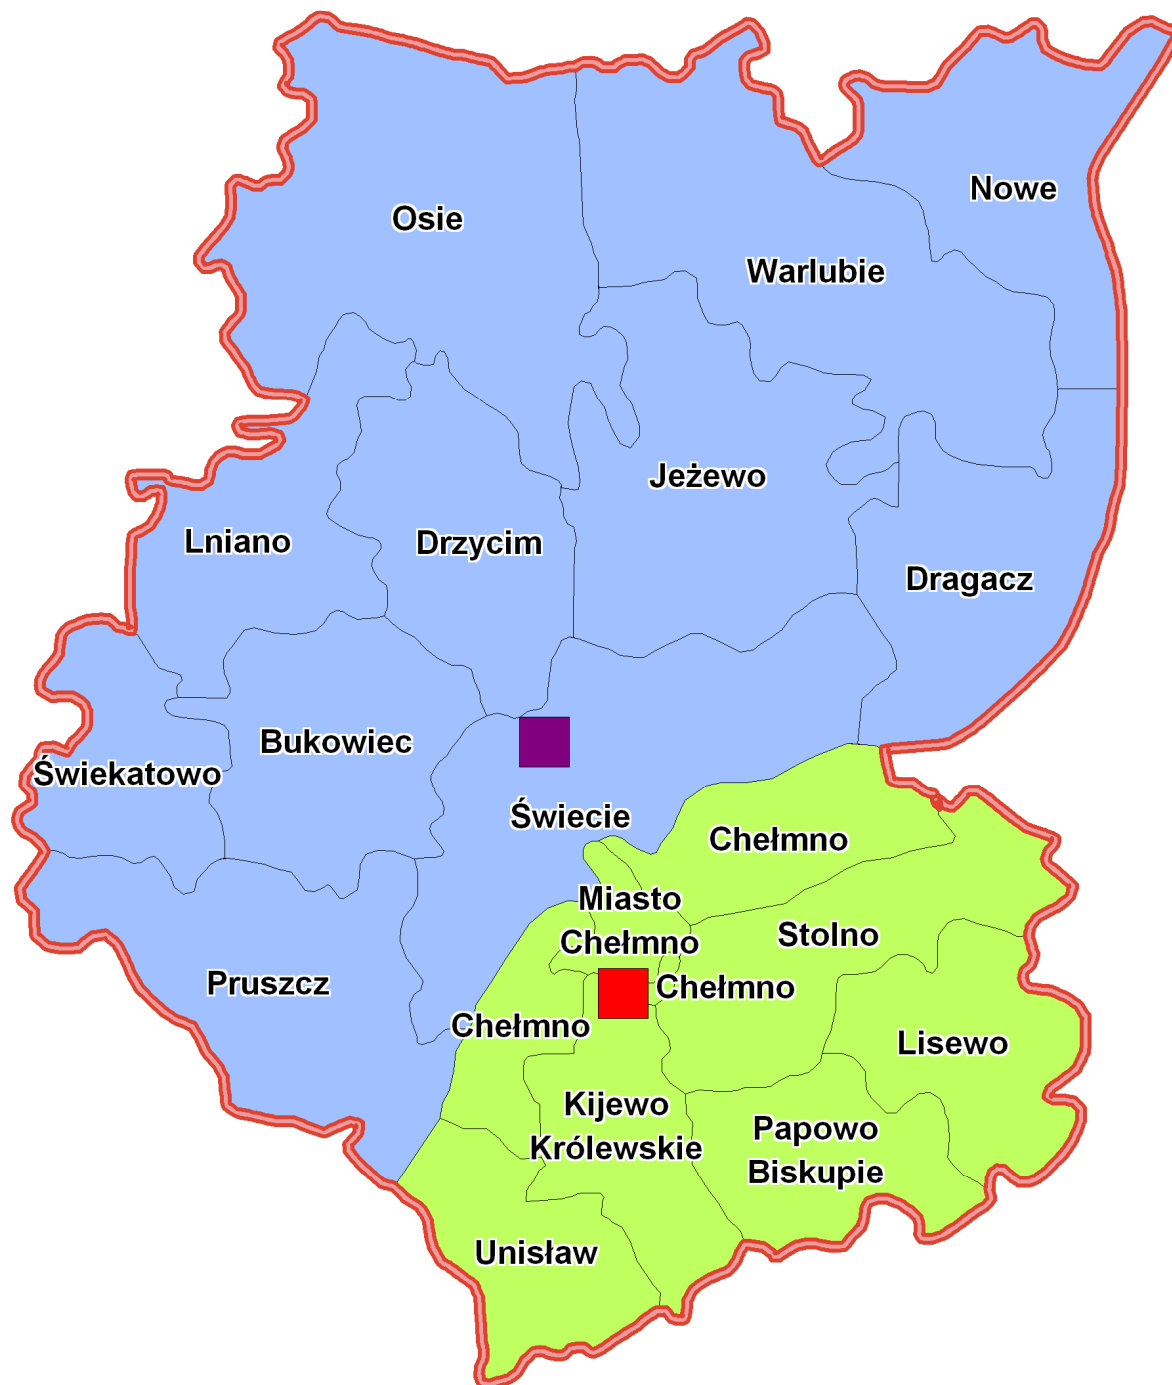 Nowe
Osie
Warlubie
Jeżewo
Lniano
Drzycim
Dragacz
Bukowiec
Świekatowo
Świecie
Chełmno
Miasto
Chełmno
Stolno
Pruszcz
Chełmno
Chełmno
Lisewo
Kijewo
Królewskie
Papowo
Biskupie
Unisław